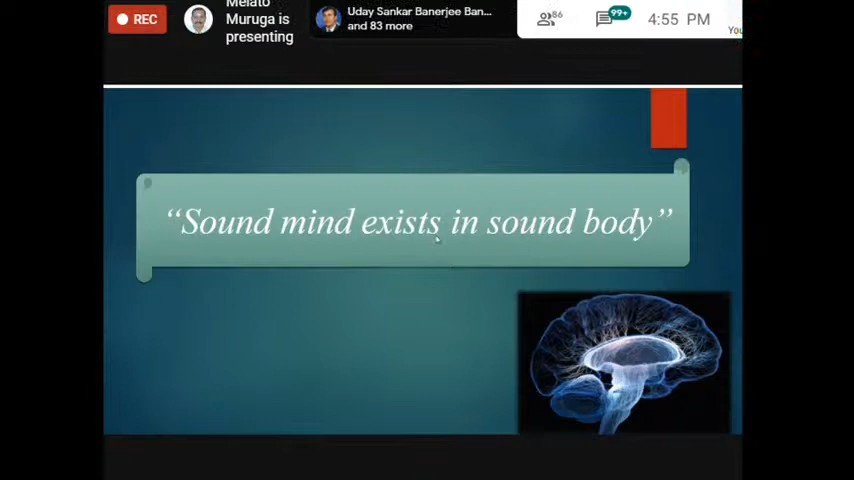 REC
Melato
Muruga is
presenting
Uday Sankar Banerjee Ban...
and 83 more
86
99+
4:55 PM
You
“Sound mind exists in sound body”